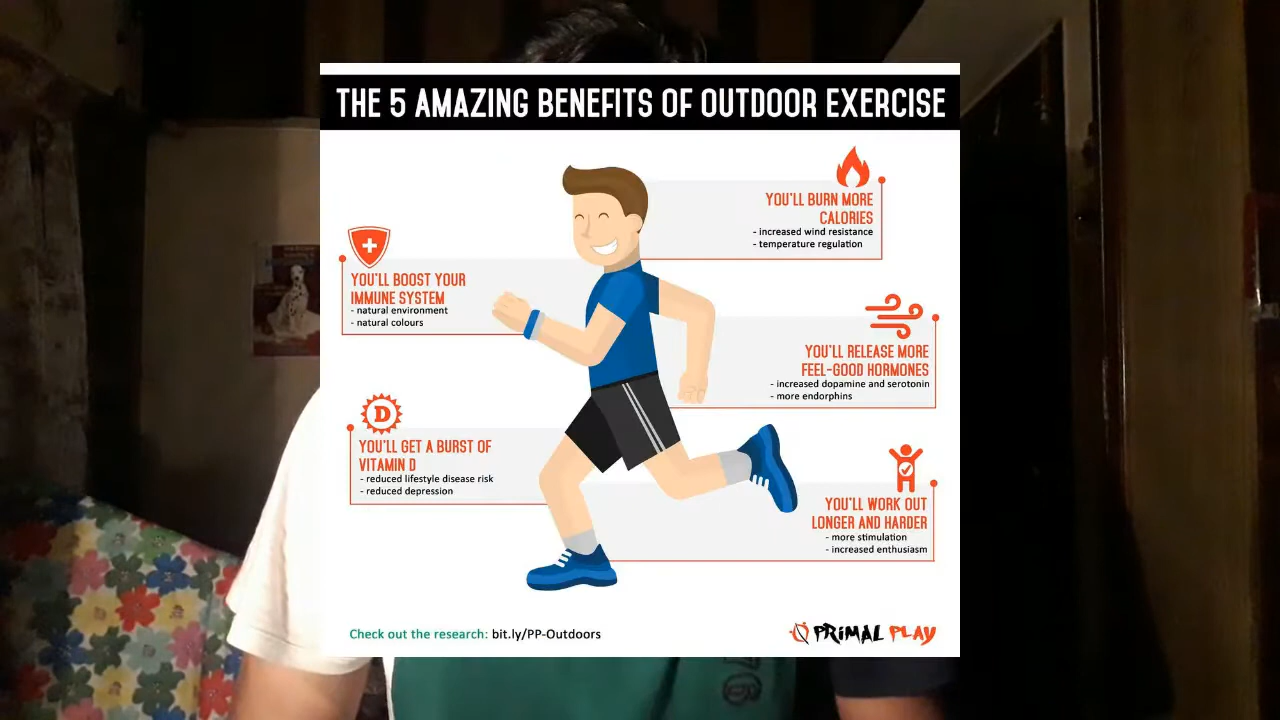 THE 5 AMAZING BENEFITS OF OUTDOOR EXERCISE
YOU'LL BURN MORE
CALORIES
- increased wind resistance
- temperature regulation
YOU'LL BOOST YOUR
IMMUNE SYSTEM
- natural environment
- natural colours
YOU'LL RELEASE MORE
FEEL-GOOD HORMONES
- increased dopamine and serotonin
- more endorphins
D
YOU'LL GET A BURST OF
VITAMIN D
- reduced lifestyle disease risk
- reduced depression
YOU'LL WORK OUT
LONGER AND HARDER
- more stimulation
- increased enthusiasm
Check out the research: bit.ly/PP-Outdoors
PRIMAL PLAY